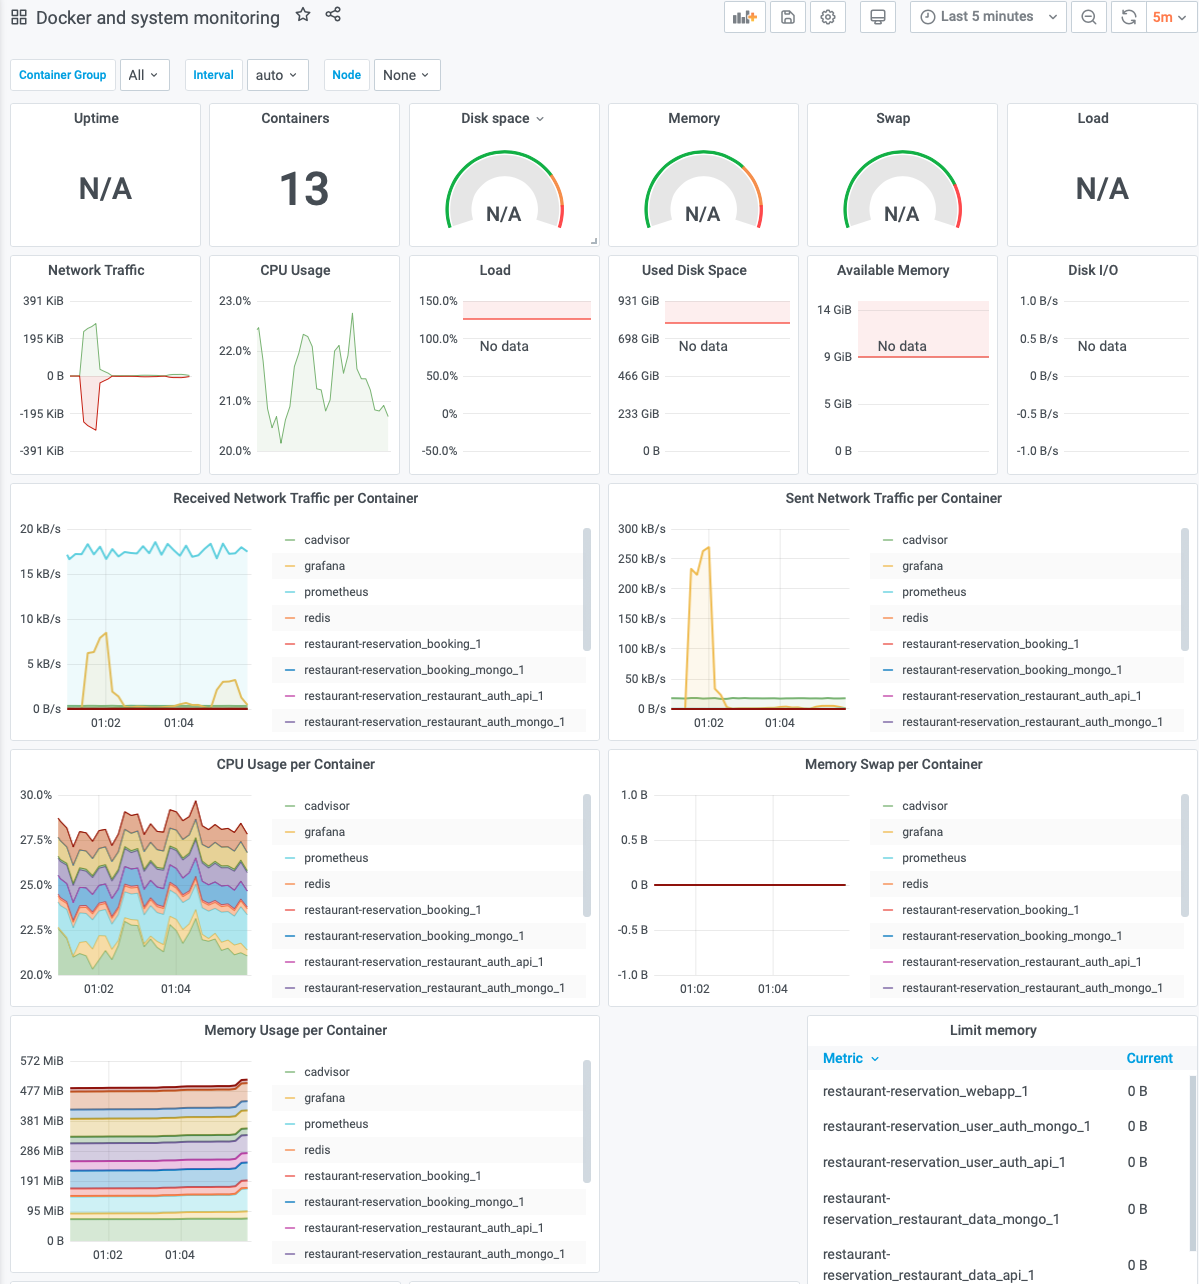 Docker and system monitoring
Last 5 minutes
5m
Container Group
All
Interval
auto
Node
None
Uptime
N/A
Containers
13
Disk space
N/A
Memory
N/A
Swap
N/A
Load
N/A
Network Traffic
391 KiB
195 KiB
0 B
-195 KiB
-391 KiB
CPU Usage
23.0%
22.0%
21.0%
20.0%
Load
150.0%
100.0%
50.0%
0%
-50.0%
No data
Used Disk Space
931 GiB
698 GiB
466 GiB
233 GiB
0 B
No data
Available Memory
14 GiB
9 GiB
5 GiB
0 B
No data
Disk I/O
1.0 B/s
0.5 B/s
0 B/s
-0.5 B/s
-1.0 B/s
No data
Received Network Traffic per Container
20 kB/s
15 kB/s
10 kB/s
5 kB/s
0 B/s
01:02
01:04
cadvisor
grafana
prometheus
redis
restaurant-reservation_booking_1
restaurant-reservation_booking_mongo_1
restaurant-reservation_restaurant_auth_api_1
restaurant-reservation_restaurant_auth_mongo_1
Sent Network Traffic per Container
300 kB/s
250 kB/s
200 kB/s
150 kB/s
100 kB/s
50 kB/s
0 B/s
01:02
01:04
cadvisor
grafana
prometheus
redis
restaurant-reservation_booking_1
restaurant-reservation_booking_mongo_1
restaurant-reservation_restaurant_auth_api_1
restaurant-reservation_restaurant_auth_mongo_1
CPU Usage per Container
30.0%
27.5%
25.0%
22.5%
20.0%
01:02
01:04
cadvisor
grafana
prometheus
redis
restaurant-reservation_booking_1
restaurant-reservation_booking_mongo_1
restaurant-reservation_restaurant_auth_api_1
restaurant-reservation_restaurant_auth_mongo_1
Memory Swap per Container
1.0 B
0.5 B
0 B
-0.5 B
-1.0 B
01:02
01:04
cadvisor
grafana
prometheus
redis
restaurant-reservation_booking_1
restaurant-reservation_booking_mongo_1
restaurant-reservation_restaurant_auth_api_1
restaurant-reservation_restaurant_auth_mongo_1
Memory Usage per Container
572 MiB
477 MiB
381 MiB
286 MiB
191 MiB
95 MiB
0 B
01:02
01:04
cadvisor
grafana
prometheus
redis
restaurant-reservation_booking_1
restaurant-reservation_booking_mongo_1
restaurant-reservation_restaurant_auth_api_1
restaurant-reservation_restaurant_auth_mongo_1
Limit memory
Metric
Current
restaurant-reservation_webapp_1
0 B
restaurant-reservation_user_auth_mongo_1
0 B
restaurant-reservation_user_auth_api_1
0 B
restaurant-
reservation_restaurant_data_mongo_1
0 B
restaurant-
reservation_restaurant_data_api_1
0 B